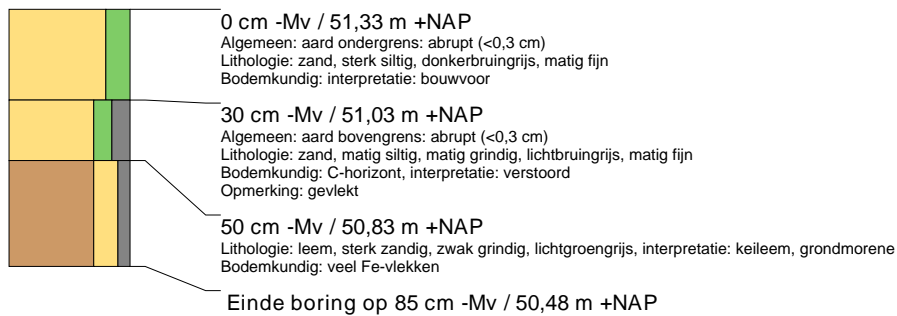 0 cm -Mv / 51,33 m +NAP
Algemeen: aard ondergrens: abrupt (<0,3 cm)
Lithologie: zand, sterk siltig, donkerbruingrijs, matig fijn
Bodemkundig: interpretatie: bouwvoor
30 cm -Mv / 51,03 m +NAP
Algemeen: aard bovengrens: abrupt (<0,3 cm)
Lithologie: zand, matig siltig, matig grindig, lichtbruingrijs, matig fijn
Bodemkundig: C-horizont, interpretatie: verstoord
Opmerking: gevlekt
50 cm -Mv / 50,83 m +NAP
Lithologie: leem, sterk zandig, zwak grindig, lichtgroengrijs, interpretatie: keileem, grondmorene
Bodemkundig: veel Fe-vlekken
Einde boring op 85 cm -Mv / 50,48 m +NAP